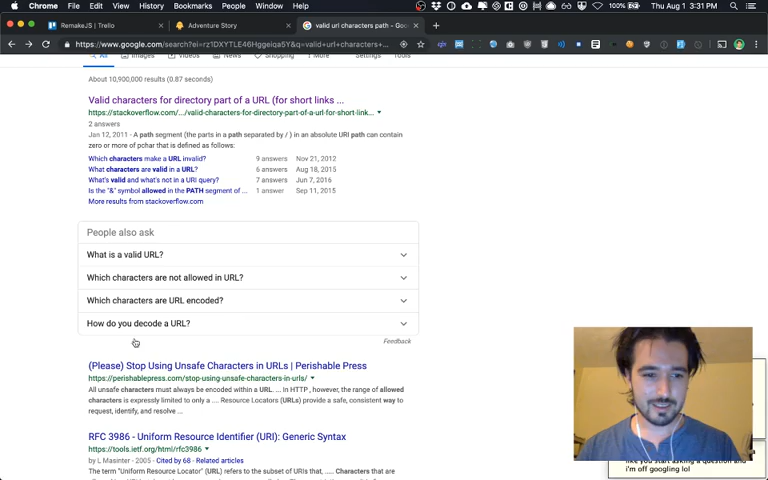 Chrome File Edit View History Bookmarks People Window Help 100% Thu Aug 1 3:31 PM
RemakeJS | Trello × Adventure Story × valid url characters path - Goo ×
https://www.google.com/search?ei=rz1DXYTLE46Hggeiqa5Y&q=valid+url+characters+...
All Images Videos News Shopping More Settings Tools
About 10,900,000 results (0.87 seconds)
Valid characters for directory part of a URL (for short links ...
https://stackoverflow.com/.../valid-characters-for-directory-part-of-a-url-for-short-link...
2 answers
Jan 12, 2011 - A path segment (the parts in a path separated by / ) in an absolute URI path can contain
zero or more of pchar that is defined as follows:
Which characters make a URL invalid? 9 answers Nov 21, 2012
What characters are valid in a URL? 6 answers Aug 18, 2015
What's valid and what's not in a URI query? 7 answers Jun 7, 2016
Is the "&" symbol allowed in the PATH segment of ... 1 answer Sep 11, 2015
More results from stackoverflow.com
People also ask
What is a valid URL?
Which characters are not allowed in URL?
Which characters are URL encoded?
How do you decode a URL?
Feedback
(Please) Stop Using Unsafe Characters in URLs | Perishable Press
https://perishablepress.com/stop-using-unsafe-characters-in-urls/
All unsafe characters must always be encoded within a URL. ... In HTTP , however, the range of allowed
characters is expressly limited to only a ... Resource Locators (URLs) provide a safe, consistent way to
request, identify, and resolve ...
RFC 3986 - Uniform Resource Identifier (URI): Generic Syntax
https://tools.ietf.org/html/rfc3986
by L Masinter - 2005 - Cited by 68 - Related articles
The term "Uniform Resource Locator" (URL) refers to the subset of URIs that, ..... Characters that are
like you start asking a question and
i'm off googling lol